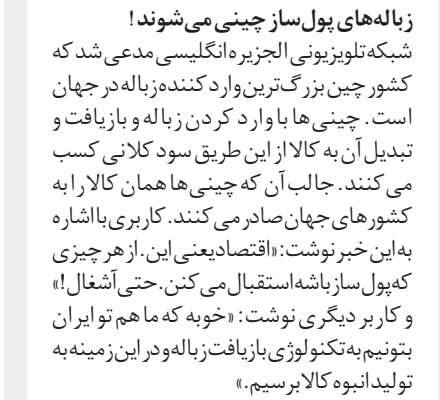 زباله‌های پول‌ساز چینی می‌شوند!
شبکه تلویزیونی الجزیره انگلیسی مدعی شد که
کشور چین بزرگ‌ترین وارد کننده زباله در جهان
است. چینی‌ها با وارد کردن زباله و بازیافت و
تبدیل آن به کالا از این طریق سود کلانی کسب
می‌کنند. جالب آن که چینی‌ها همان کالا را به
کشورهای جهان صادر می‌کنند. کاربری با اشاره
به این خبر نوشت: «اقتصاد یعنی این. از هر چیزی
که پول‌ساز باشه استقبال می‌کنن. حتی آشغال!»
و کاربر دیگری نوشت: «خوبه که ما هم تو ایران
بتونیم به تکنولوژی بازیافت زباله و در این زمینه به
تولید انبوه کالا برسیم.»